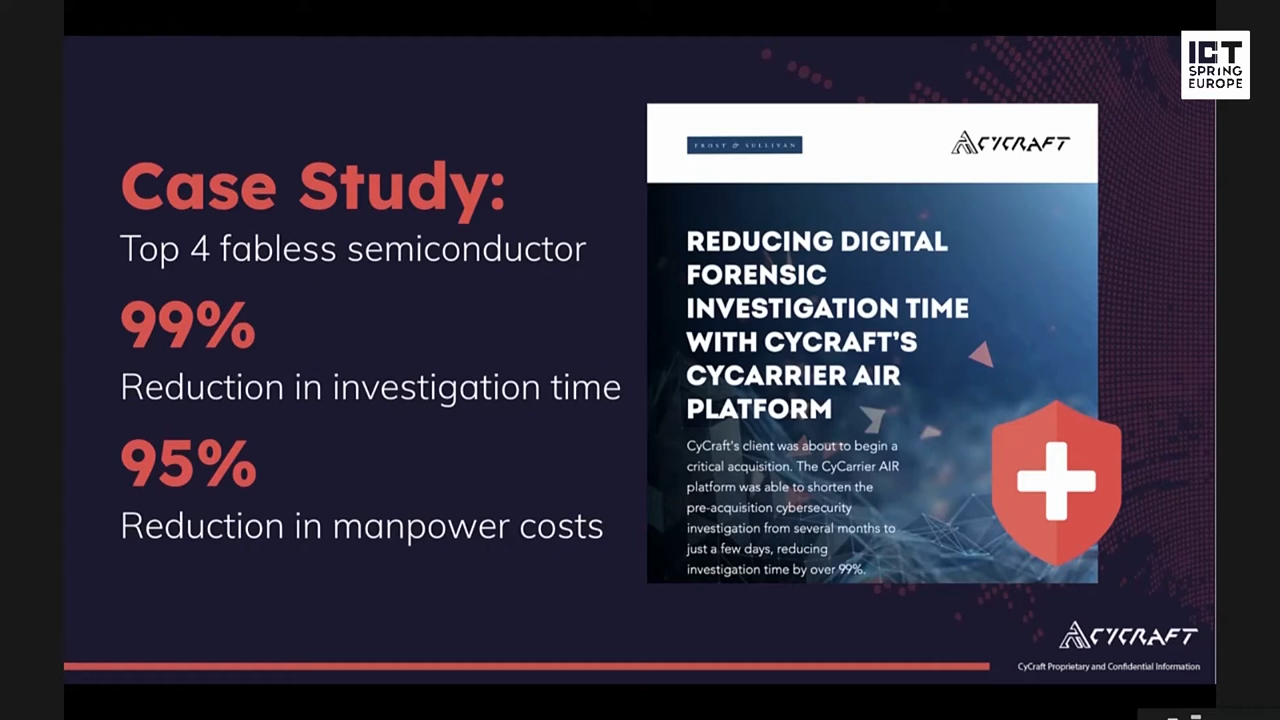 ICT
SPRING
EUROPE
Case Study:
Top 4 fabless semiconductor
99%
Reduction in investigation time
95%
Reduction in manpower costs
FROST & SULLIVAN
CYCRAFT
REDUCING DIGITAL
FORENSIC
INVESTIGATION TIME
WITH CYCRAFT'S
CYCARRIER AIR
PLATFORM
CyCraft's client was about to begin a
critical acquisition. The CyCarrier AIR
platform was able to shorten the
pre-acquisition cybersecurity
investigation from several months to
just a few days, reducing
investigation time by over 99%.
CYCRAFT
CyCraft Proprietary and Confidential Information